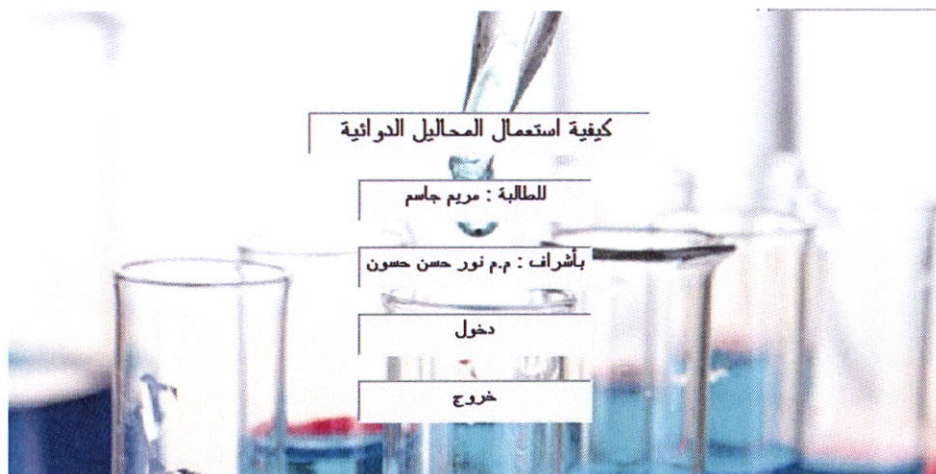 كيفية استعمال المحاليل الدوائية
للطالبة : مريم جاسم
بأشراف : م.م نور حسن حسون
دخول
خروج